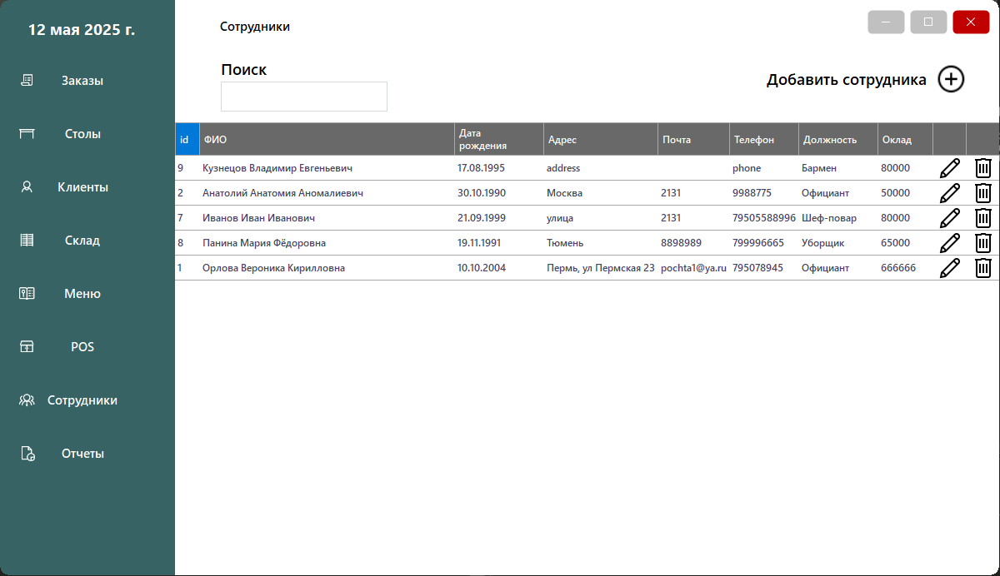 12 мая 2025 г.
Заказы
Столы
Клиенты
Склад
Меню
POS
Сотрудники
Отчеты
Сотрудники
Поиск
Добавить сотрудника
id ФИО Дата рождения Адрес Почта Телефон Должность Оклад
9 Кузнецов Владимир Евгеньевич 17.08.1995 address phone Бармен 80000
2 Анатолий Анатомия Аномалиевич 30.10.1990 Москва 2131 9988775 Официант 50000
7 Иванов Иван Иванович 21.09.1999 улица 2131 79505588996 Шеф-повар 80000
8 Панина Мария Фёдоровна 19.11.1991 Тюмень 8898989 799996665 Уборщик 65000
1 Орлова Вероника Кирилловна 10.10.2004 Пермь, ул Пермская 23 pochta1@ya.ru 795078945 Официант 666666